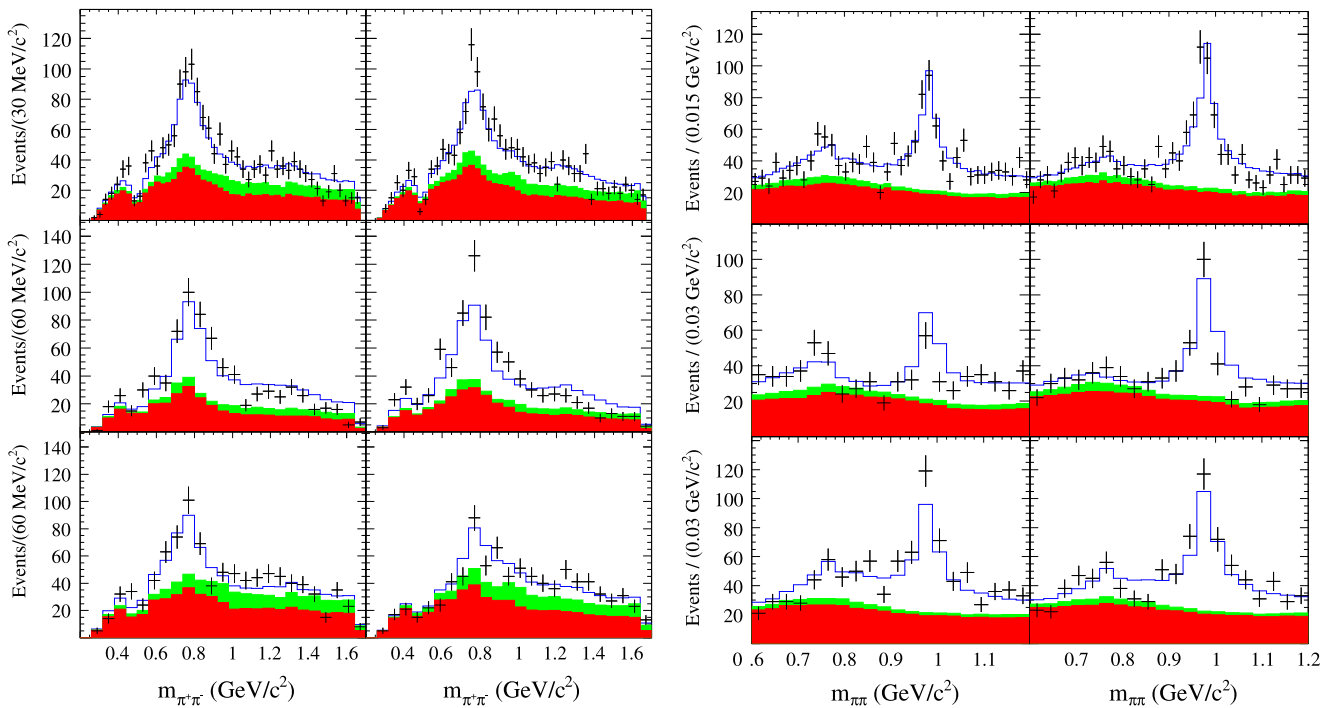 120
100
80
60
40
20
Events/(30 MeV/c²)
140
120
100
80
60
40
20
Events/(60 MeV/c²)
140
120
100
80
60
40
20
Events/(60 MeV/c²)
0.4 0.6 0.8 1 1.2 1.4 1.6
0.4 0.6 0.8 1 1.2 1.4 1.6
m_π⁺π⁻ (GeV/c²)
m_π⁺π⁻ (GeV/c²)
120
100
80
60
40
20
Events / (0.015 GeV/c²)
100
80
60
40
20
Events / (0.03 GeV/c²)
120
100
80
60
40
20
0
Events / (0.03 GeV/c²)
0.6 0.7 0.8 0.9 1 1.1
0.7 0.8 0.9 1 1.1 1.2
m_ππ (GeV/c²)
m_ππ (GeV/c²)